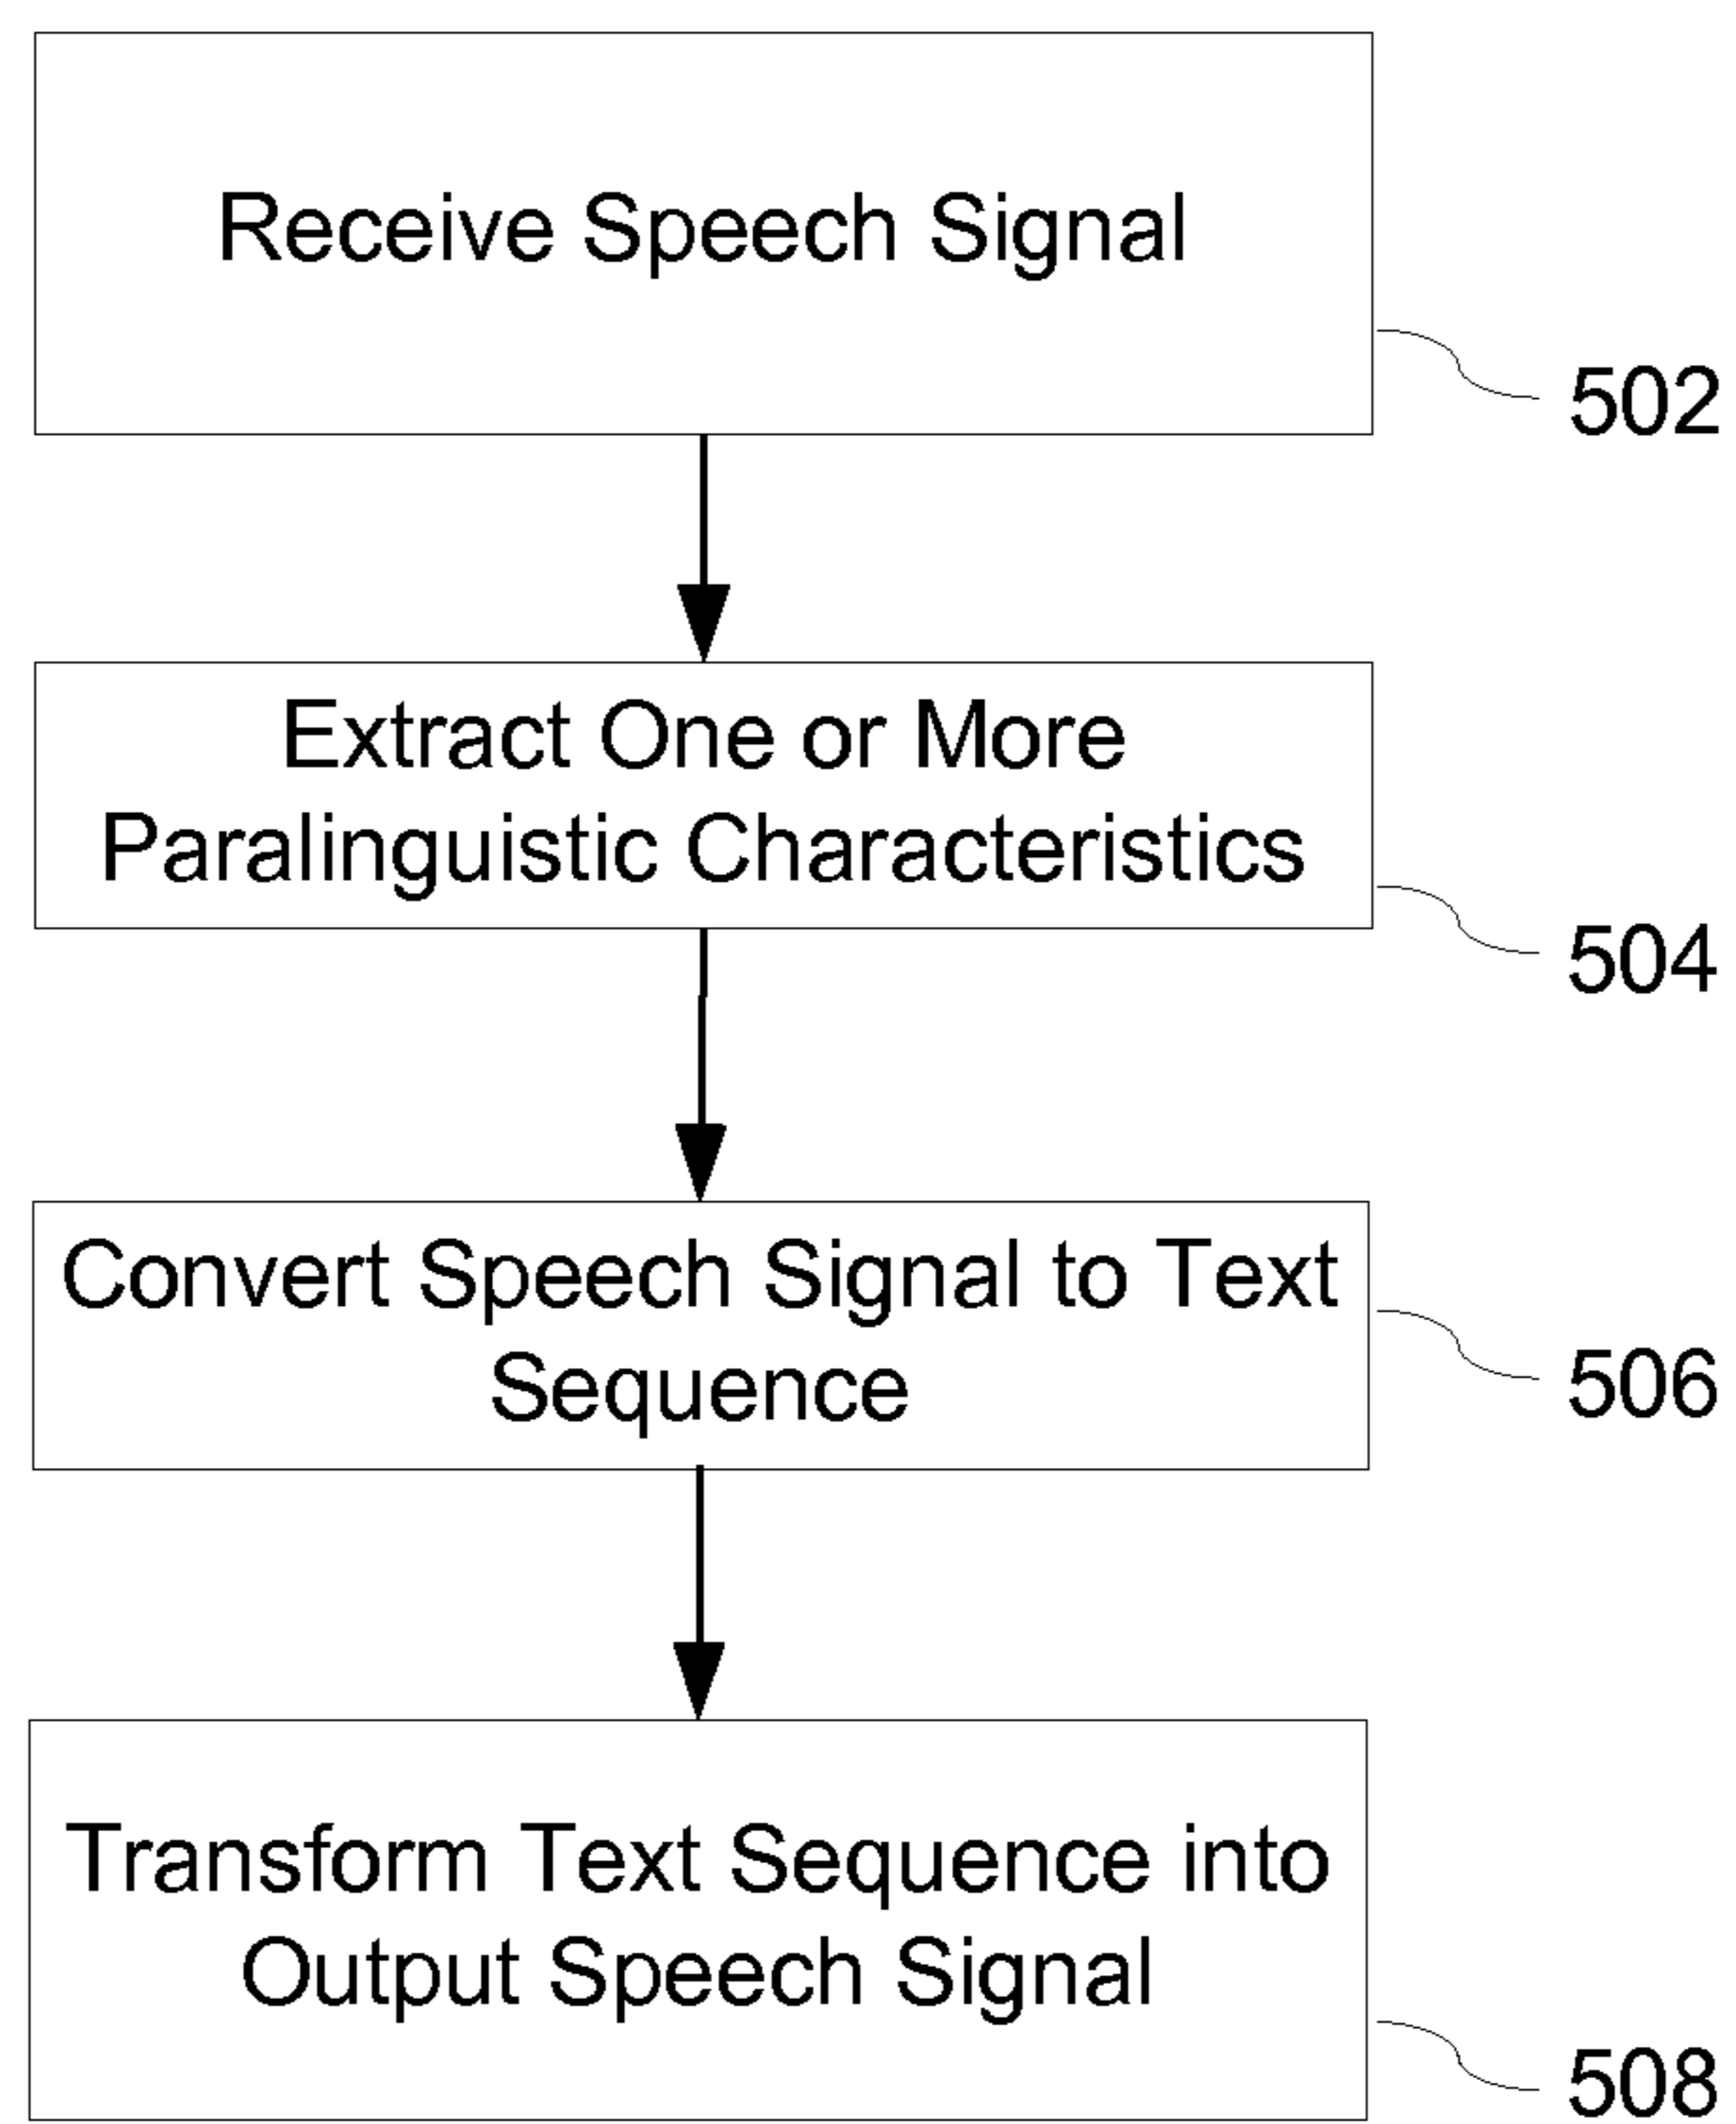 Receive Speech Signal
502
Extract One or More
Paralinguistic Characteristics
504
Convert Speech Signal to Text
Sequence
506
Transform Text Sequence into
Output Speech Signal
508